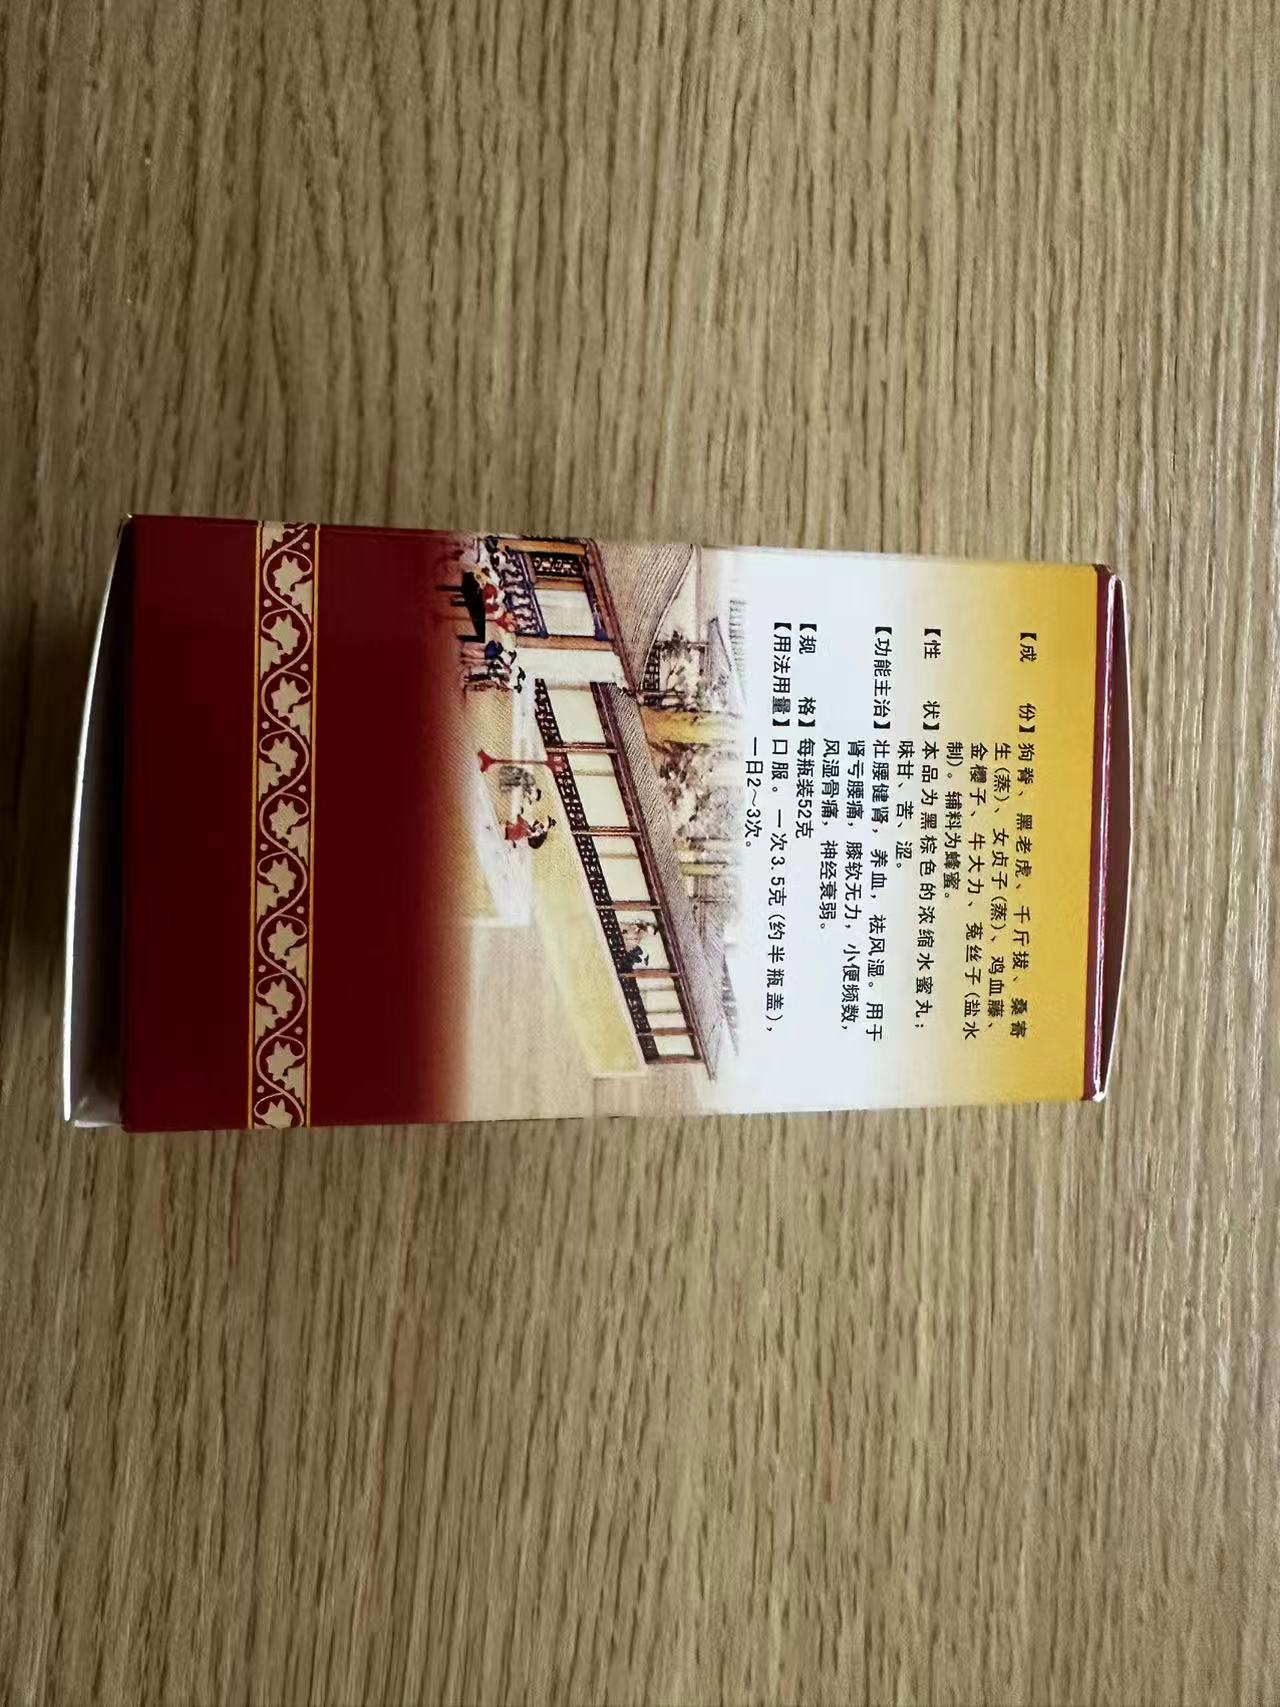 【成　　份】狗脊、黑老虎、千斤拔、桑寄
生(蒸)、女贞子(蒸)、鸡血藤、
金樱子、牛大力、菟丝子(盐水
制)。辅料为蜂蜜。
【性　　状】本品为黑棕色的浓缩水蜜丸；
味甘、苦、涩。
【功能主治】壮腰健肾，养血，祛风湿。用于
肾亏腰痛，膝软无力，小便频数，
风湿骨痛，神经衰弱。
【规　　格】每瓶装52克
【用法用量】口服。一次3.5克(约半瓶盖)，
一日2～3次。